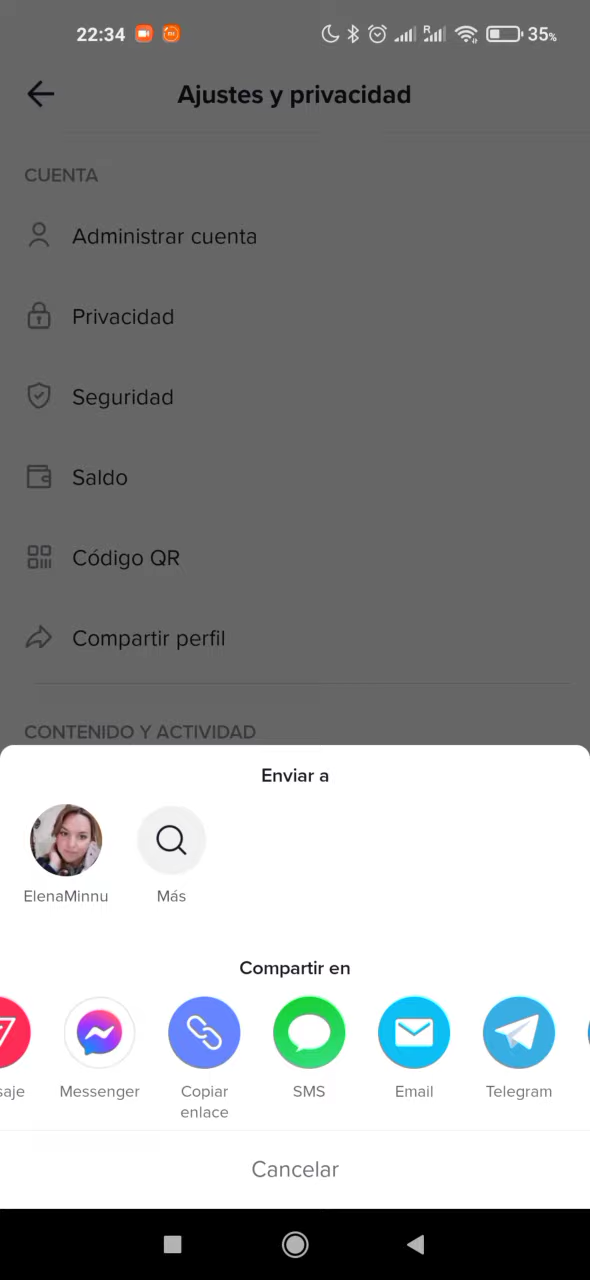 22:34
R
35%
Ajustes y privacidad
CUENTA
Administrar cuenta
Privacidad
Seguridad
Saldo
Código QR
Compartir perfil
CONTENIDO Y ACTIVIDAD
Enviar a
ElenaMinnu
Más
Compartir en
saje
Messenger
Copiar
enlace
SMS
Email
Telegram
Cancelar